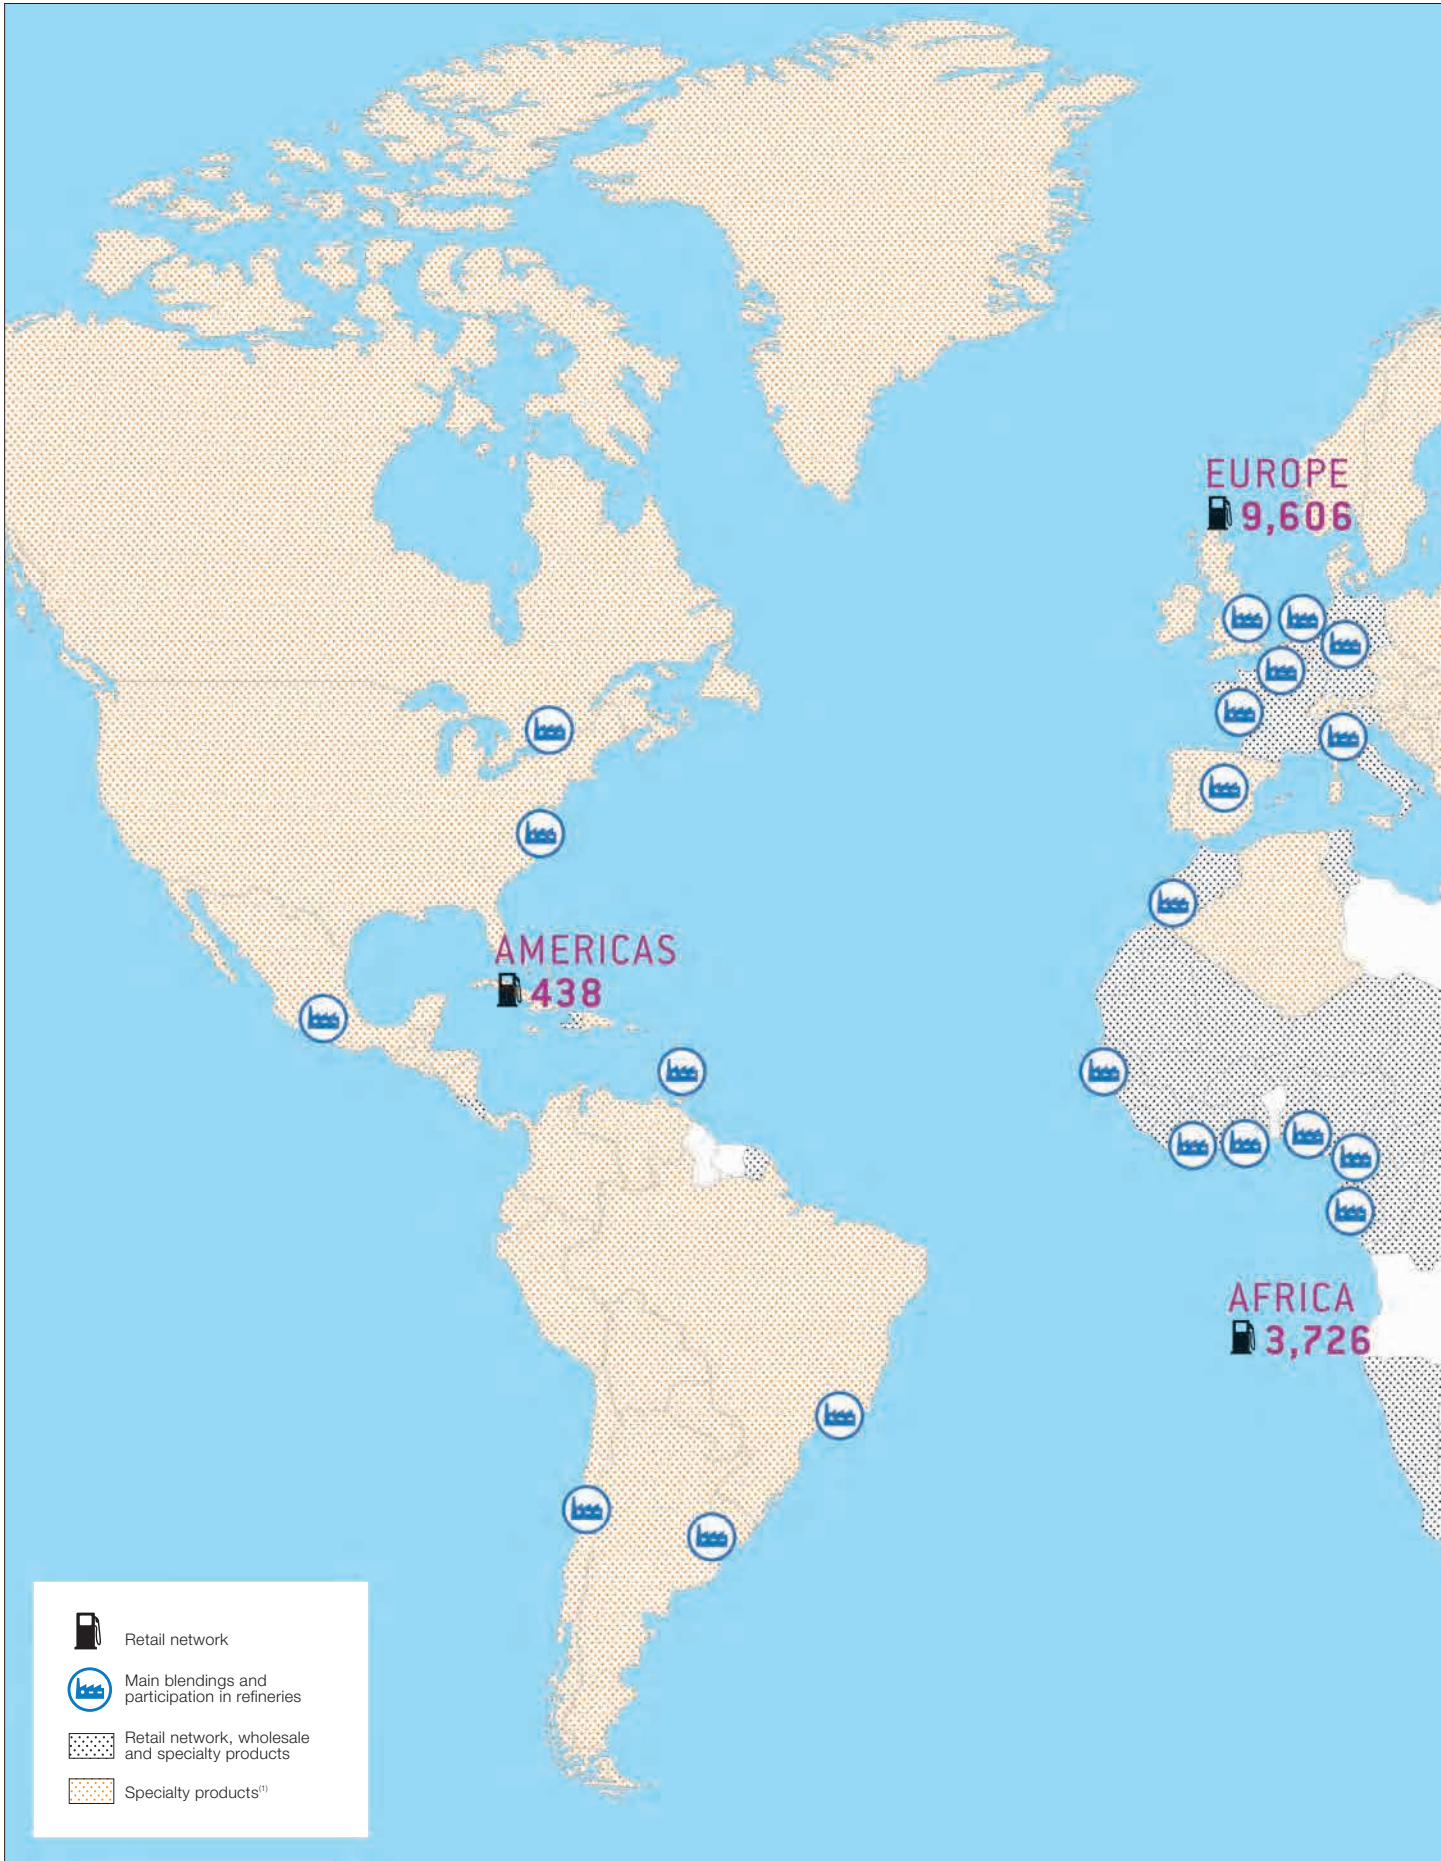 EUROPE
9,606
AMERICAS
438
AFRICA
3,726
Retail network
Main blendings and
participation in refineries
Retail network, wholesale
and specialty products
Specialty products(1)